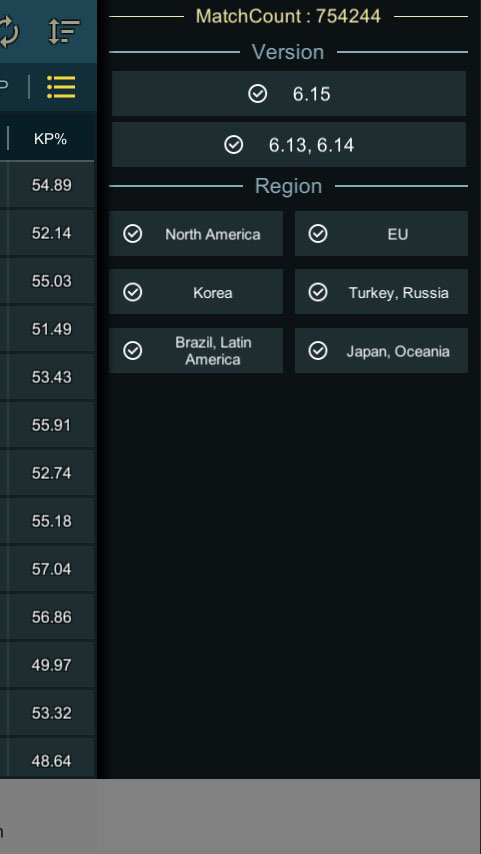 MatchCount : 754244
Version
6.15
6.13, 6.14
Region
North America
EU
Korea
Turkey, Russia
Brazil, Latin
America
Japan, Oceania
KP%
54.89
52.14
55.03
51.49
53.43
55.91
52.74
55.18
57.04
56.86
49.97
53.32
48.64